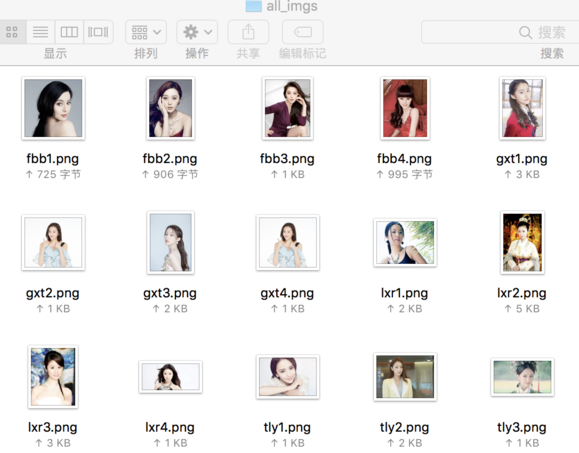 all_imgs
搜索
显示 排列 操作 共享 编辑标记 搜索
fbb1.png fbb2.png fbb3.png fbb4.png gxt1.png
↑ 725 字节 ↑ 906 字节 ↑ 1 KB ↑ 995 字节 ↑ 3 KB
gxt2.png gxt3.png gxt4.png lxr1.png lxr2.png
↑ 1 KB ↑ 2 KB ↑ 1 KB ↑ 2 KB ↑ 5 KB
lxr3.png lxr4.png tly1.png tly2.png tly3.png
↑ 3 KB ↑ 1 KB ↑ 1 KB ↑ 2 KB ↑ 1 KB